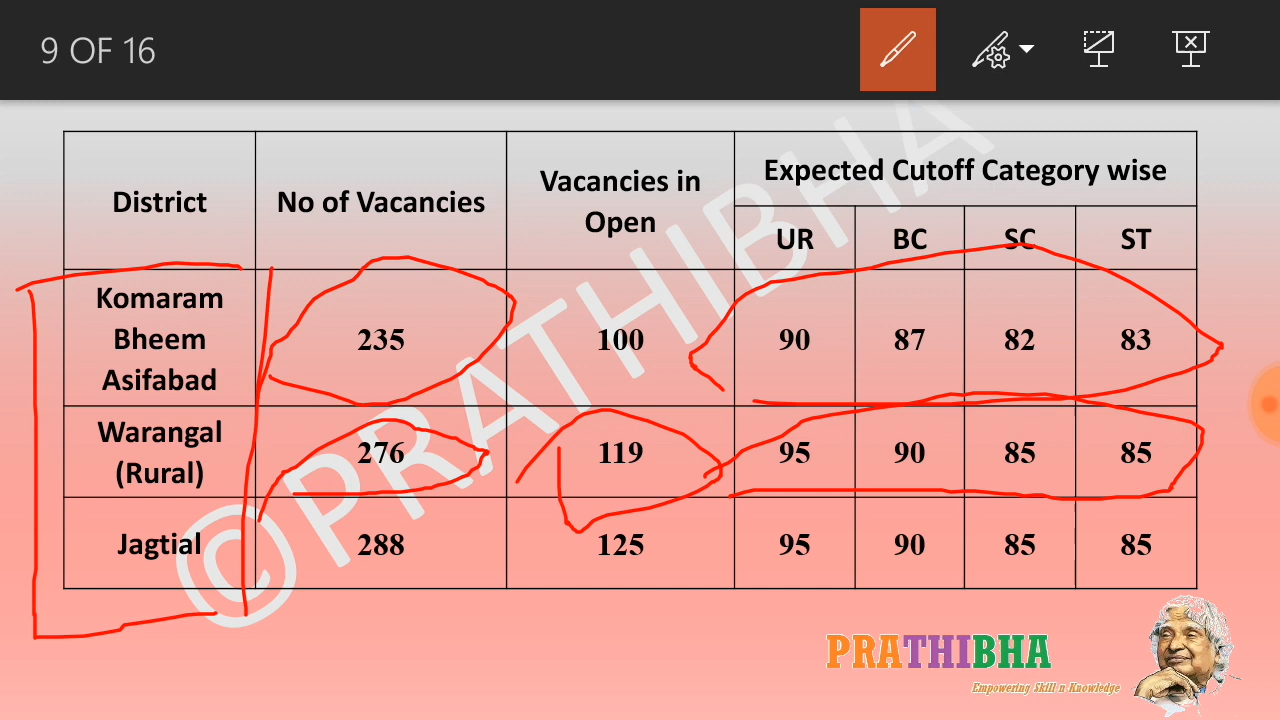 9 OF 16
District
No of Vacancies
Vacancies in
Open
Expected Cutoff Category wise
UR BC SC ST
Komaram
Bheem
Asifabad
235 100 90 87 82 83
Warangal
(Rural)
276 119 95 90 85 85
Jagtial 288 125 95 90 85 85
©PRATHIBHA
PRATHIBHA
Empowering Skill n Knowledge